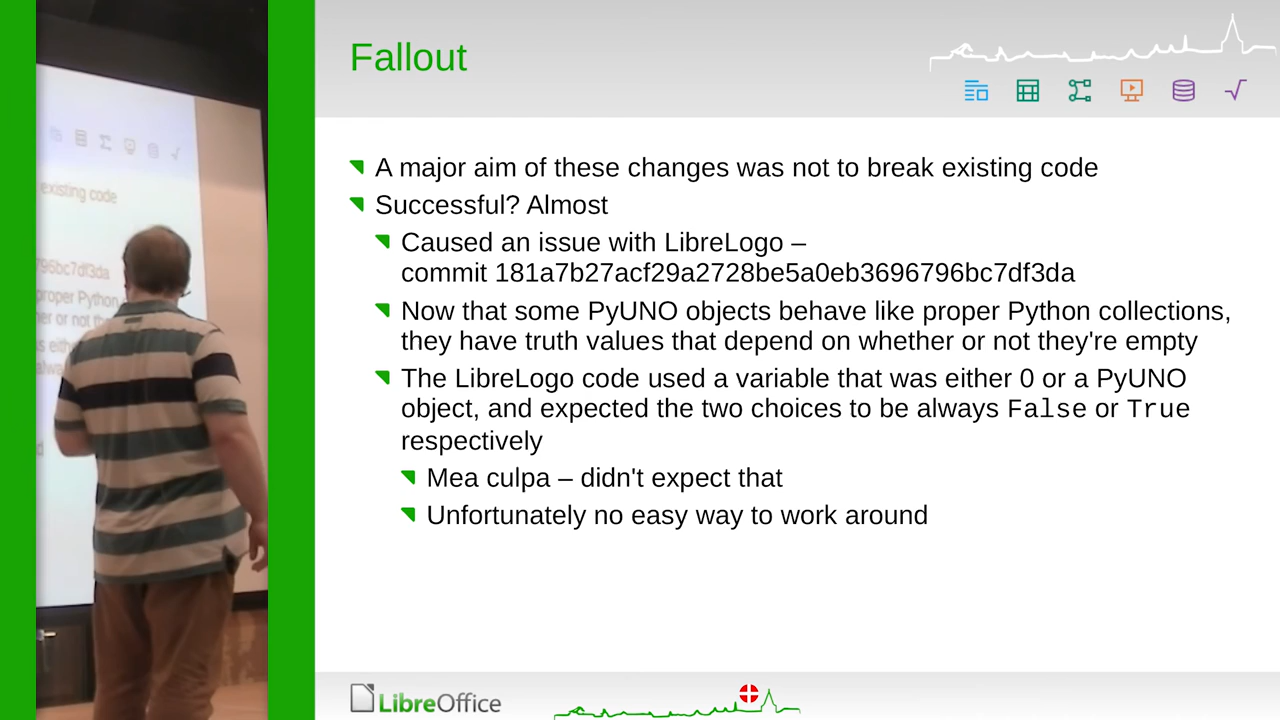 Fallout
A major aim of these changes was not to break existing code
Successful? Almost
Caused an issue with LibreLogo –
commit 181a7b27acf29a2728be5a0eb3696796bc7df3da
Now that some PyUNO objects behave like proper Python collections,
they have truth values that depend on whether or not they're empty
The LibreLogo code used a variable that was either 0 or a PyUNO
object, and expected the two choices to be always False or True
respectively
Mea culpa – didn't expect that
Unfortunately no easy way to work around
LibreOffice
existing code
796bc7df3da
proper Python